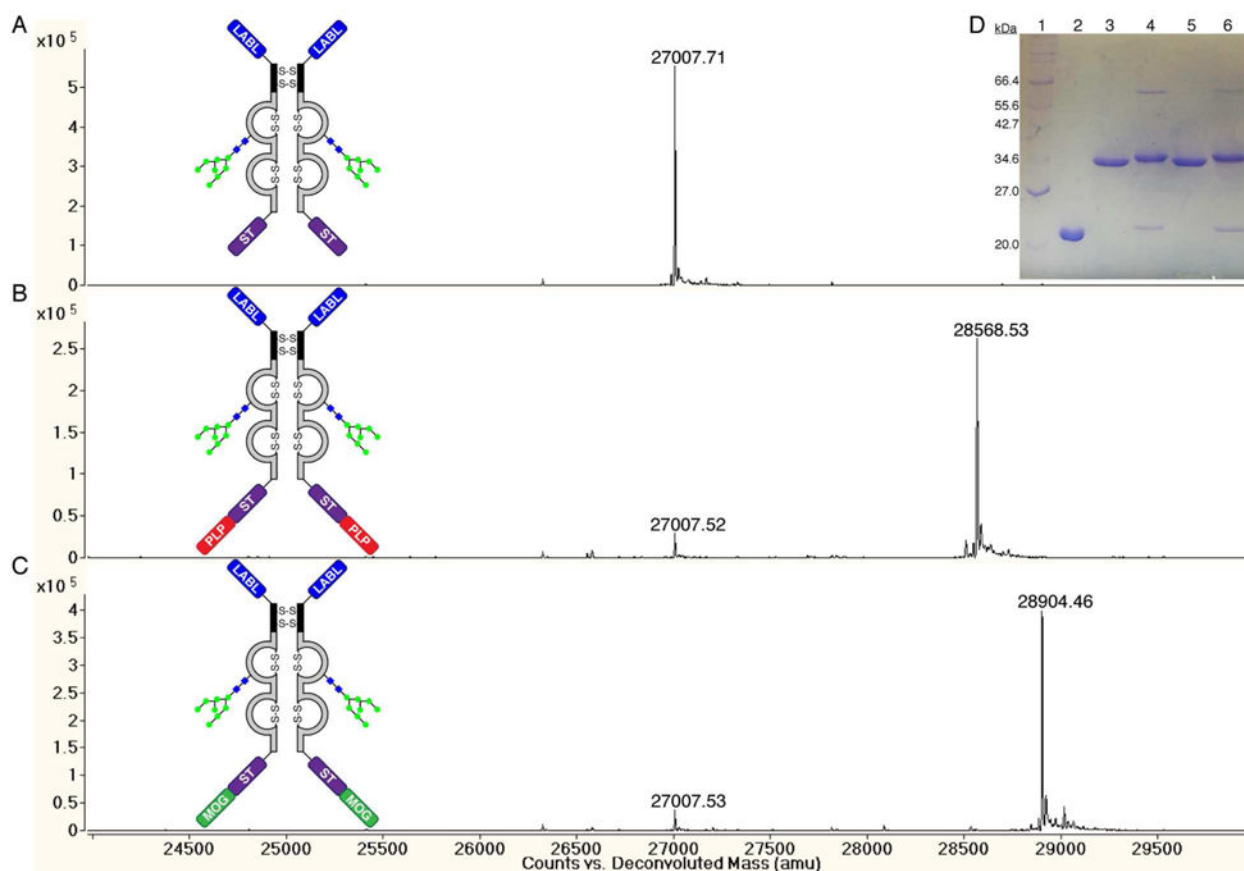 A
x10 5
5
4
3
2
1
0
LABL LABL
S-S
S-S
S-S S-S
S-S S-S
ST ST
27007.71
D
kDa 1 2 3 4 5 6
66.4
55.6
42.7
34.6
27.0
20.0
B
x10 5
2.5
2
1.5
1
0.5
0
LABL LABL
S-S
S-S
S-S S-S
S-S S-S
ST ST
PLP PLP
27007.52
28568.53
C
x10 5
4
3.5
3
2.5
2
1.5
1
0.5
0
LABL LABL
S-S
S-S
S-S S-S
S-S S-S
ST ST
MOG MOG
27007.53
28904.46
24500 25000 25500 26000 26500 27000 27500 28000 28500 29000 29500
Counts vs. Deconvoluted Mass (amu)